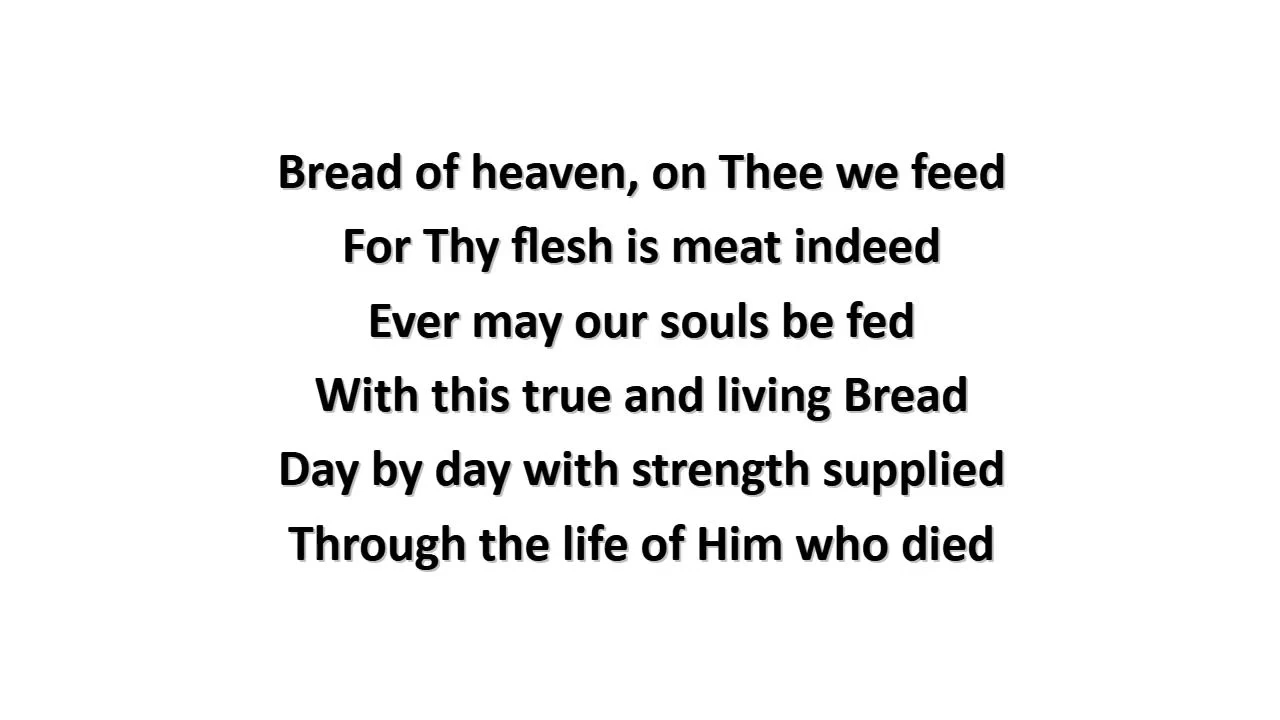 Bread of heaven, on Thee we feed
For Thy flesh is meat indeed
Ever may our souls be fed
With this true and living Bread
Day by day with strength supplied
Through the life of Him who died